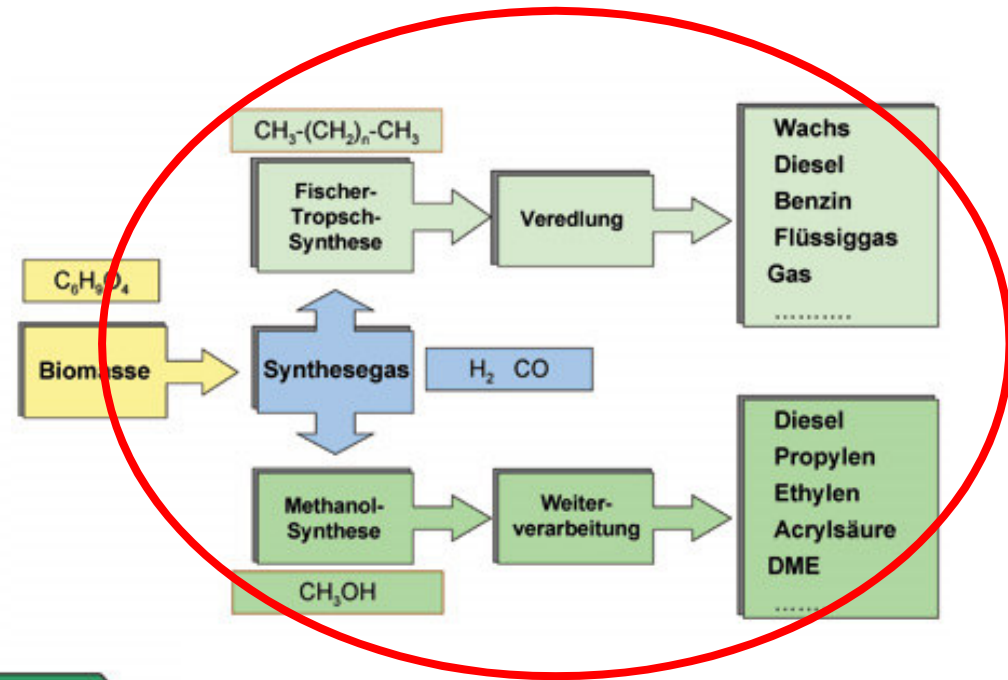 CH₃-(CH₂)ₙ-CH₃
Fischer-
Tropsch-
Synthese
Veredlung
Wachs
Diesel
Benzin
Flüssiggas
Gas
..........
C₆H₉O₄
Biomasse
Synthesegas
H₂ CO
Methanol-
Synthese
CH₃OH
Weiter-
verarbeitung
Diesel
Propylen
Ethylen
Acrylsäure
DME
........